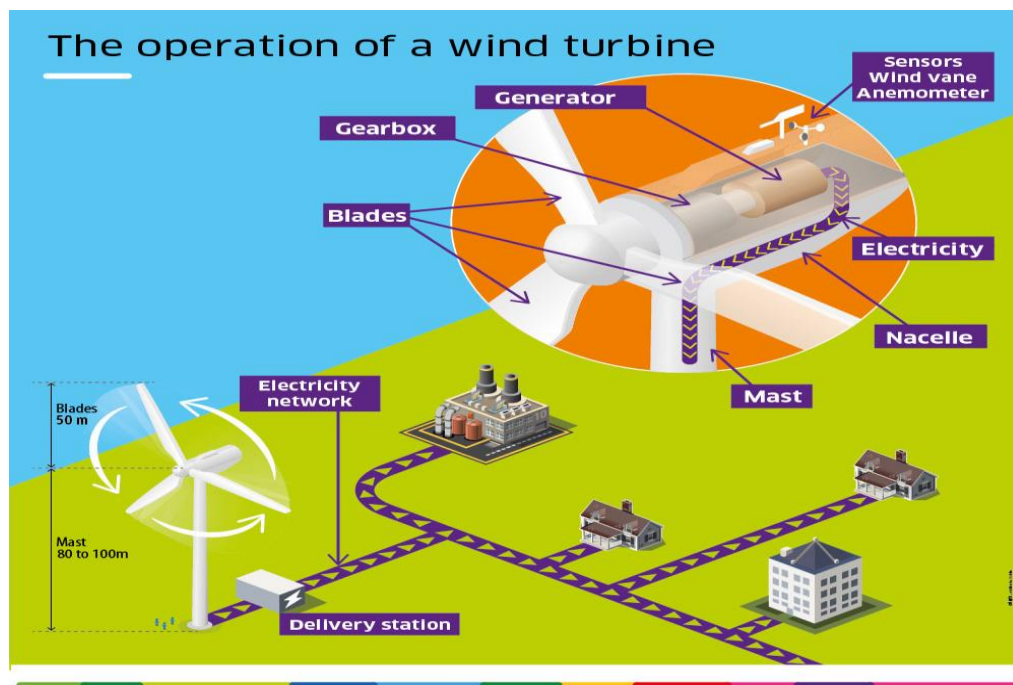 The operation of a wind turbine
Sensors
Wind vane
Anemometer
Generator
Gearbox
Blades
Electricity
Nacelle
Mast
Electricity
network
Blades
50 m
Mast
80 to 100m
Delivery station